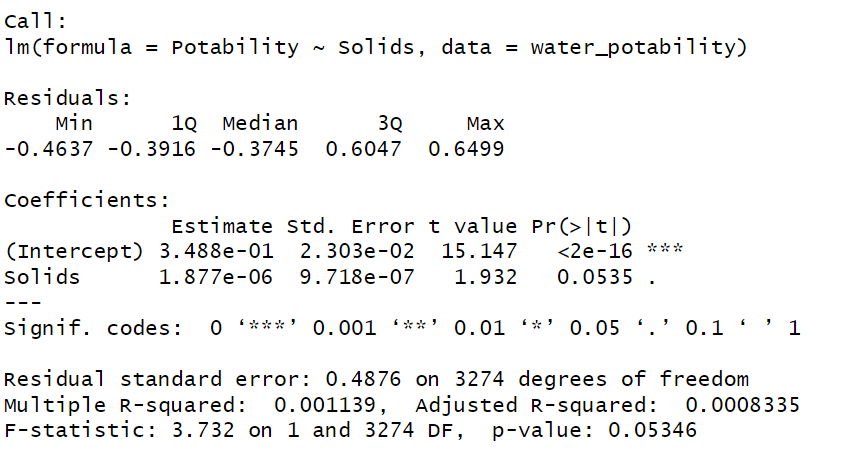 Call:
lm(formula = Potability ~ Solids, data = water_potability)
Residuals:
Min 1Q Median 3Q Max
-0.4637 -0.3916 -0.3745 0.6047 0.6499
Coefficients:
Estimate Std. Error t value Pr(>|t|)
(Intercept) 3.488e-01 2.303e-02 15.147 <2e-16 ***
Solids 1.877e-06 9.718e-07 1.932 0.0535 .
---
Signif. codes: 0 ‘***’ 0.001 ‘**’ 0.01 ‘*’ 0.05 ‘.’ 0.1 ‘ ’ 1
Residual standard error: 0.4876 on 3274 degrees of freedom
Multiple R-squared: 0.001139, Adjusted R-squared: 0.0008335
F-statistic: 3.732 on 1 and 3274 DF, p-value: 0.05346